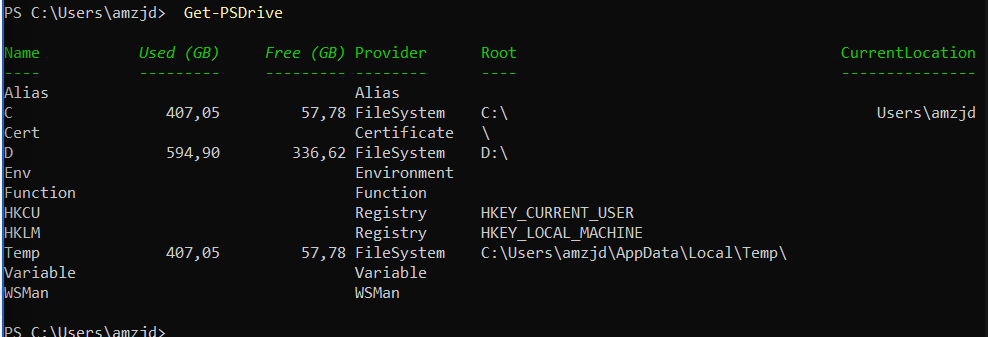 PS C:\Users\amzjd>  Get-PSDrive
Name Used (GB) Free (GB) Provider Root CurrentLocation
---- --------- --------- -------- ---- ---------------
Alias Alias
C 407,05 57,78 FileSystem C:\ Users\amzjd
Cert Certificate \
D 594,90 336,62 FileSystem D:\
Env Environment
Function Function
HKCU Registry HKEY_CURRENT_USER
HKLM Registry HKEY_LOCAL_MACHINE
Temp 407,05 57,78 FileSystem C:\Users\amzjd\AppData\Local\Temp\
Variable Variable
WSMan WSMan
PS C:\Users\amzjd>